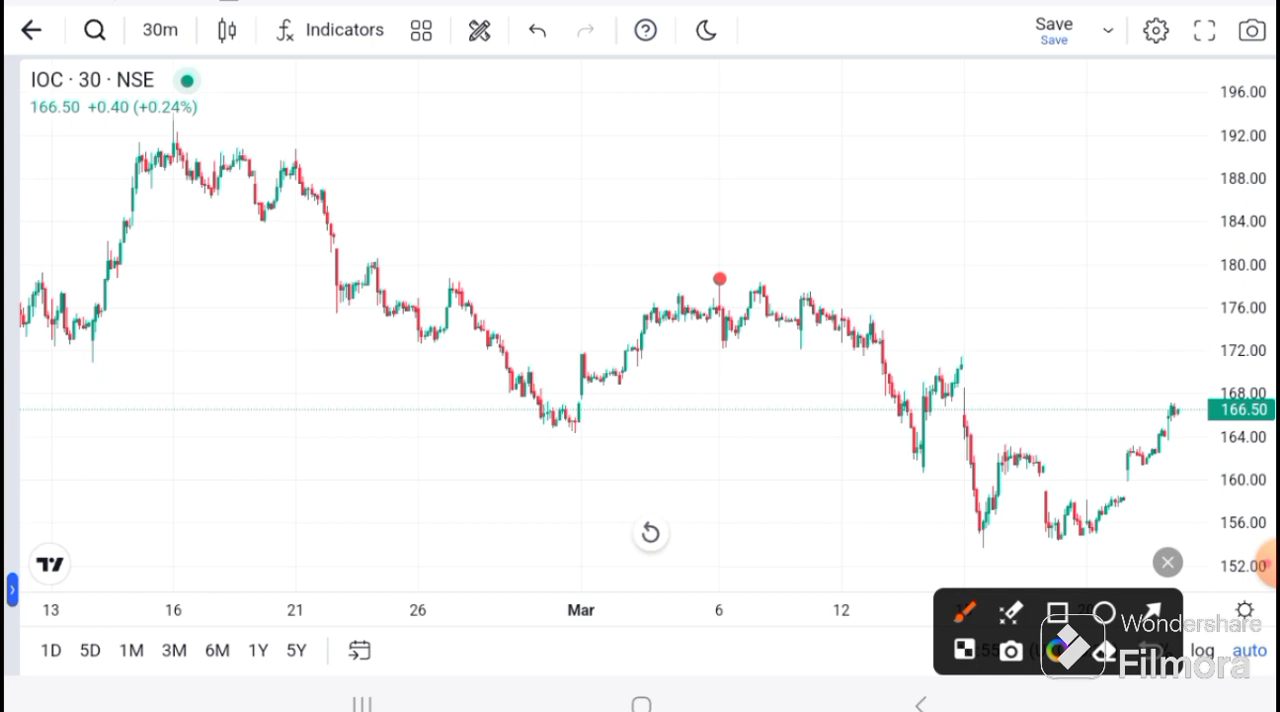 30m Indicators Save
Save
IOC · 30 · NSE
166.50 +0.40 (+0.24%)
196.00
192.00
188.00
184.00
180.00
176.00
172.00
168.00
166.50
164.00
160.00
156.00
152.00
13 16 21 26 Mar 6 12
1D 5D 1M 3M 6M 1Y 5Y log auto
Wondershare
Filmora